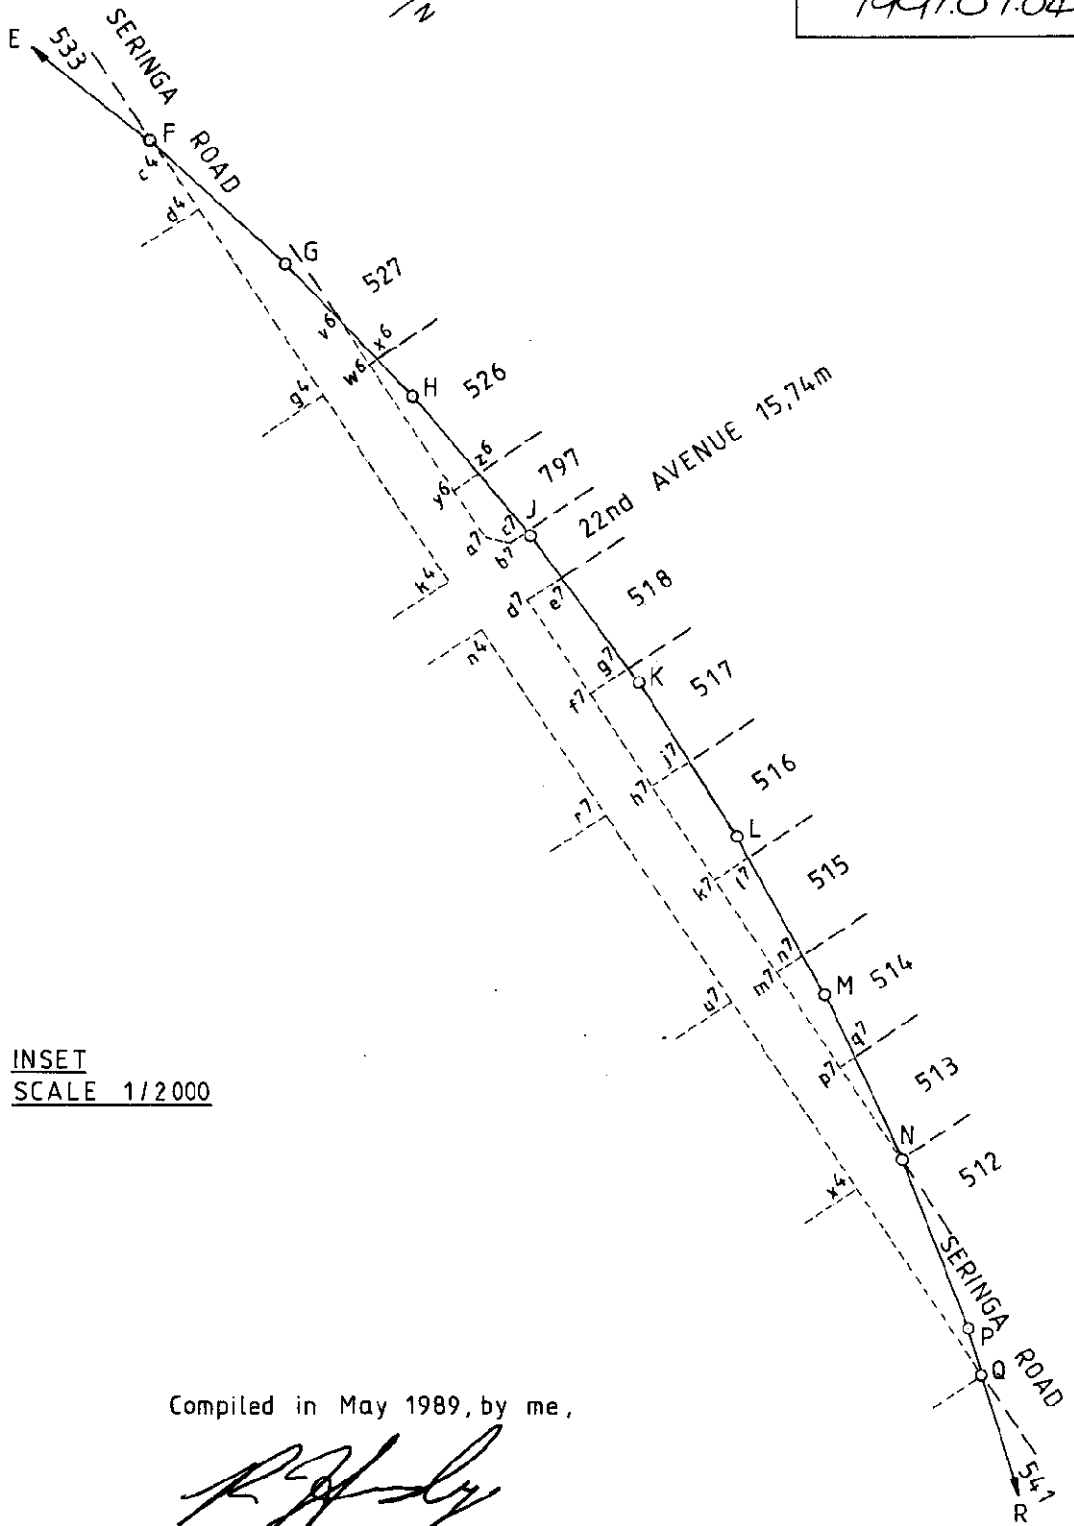 N
1991.01.04
E
533
SERINGA ROAD
F
d4
G
527
v6
x6
w6
g4
H
526
z6
797
y6
J
c7
a7
b7
22nd AVENUE 15,74m
k4
d7
e7
518
n4
g7
K
f7
517
j7
h7
516
r7
L
k7
l7
515
n7
m7
M
514
u7
q7
p7
513
INSET
SCALE 1/2000
N
512
x4
SERINGA ROAD
P
Q
Compiled in May 1989, by me,
541
R